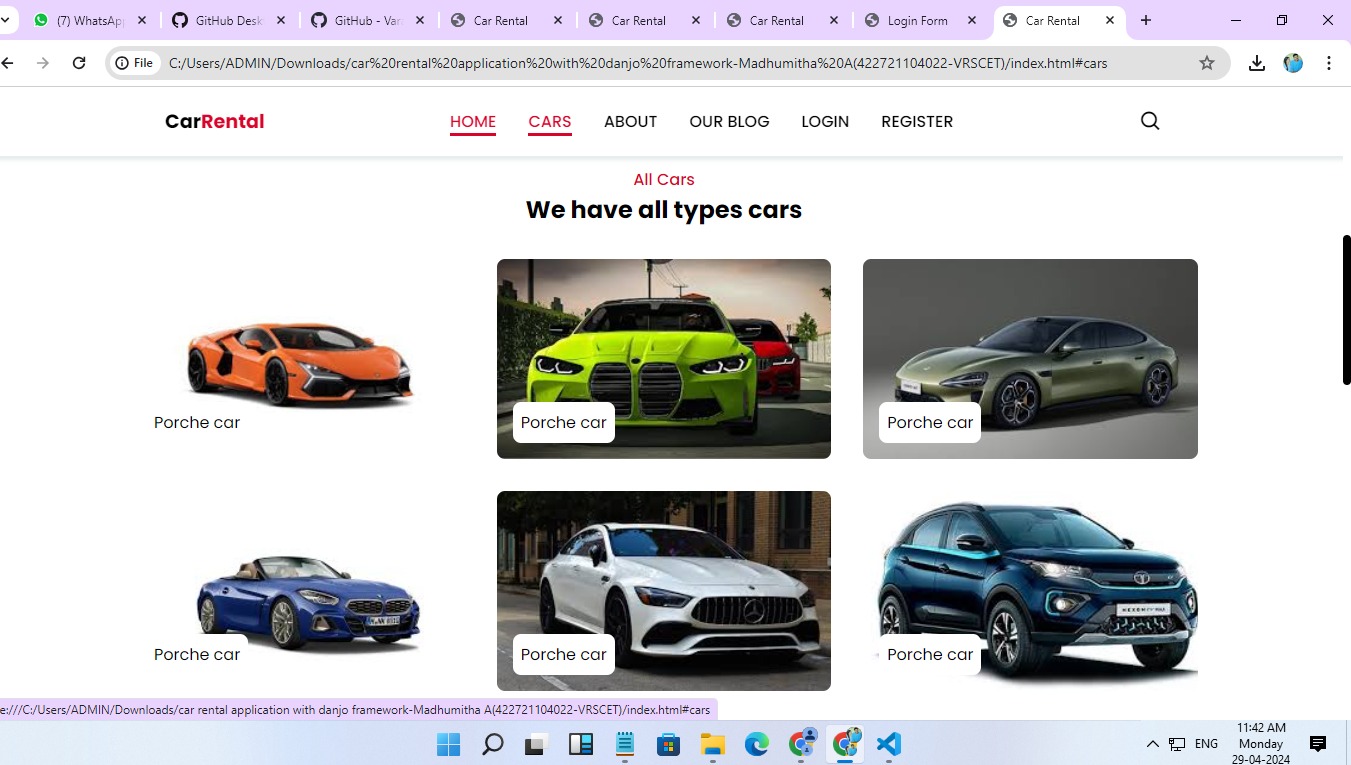 (7) WhatsApp
GitHub Desk
GitHub - Var
Car Rental
Car Rental
Car Rental
Login Form
Car Rental
File
C:/Users/ADMIN/Downloads/car%20rental%20application%20with%20danjo%20framework-Madhumitha%20A(422721104022-VRSCET)/index.html#cars
CarRental
HOME
CARS
ABOUT
OUR BLOG
LOGIN
REGISTER
All Cars
We have all types cars
Porche car
Porche car
Porche car
Porche car
Porche car
Porche car
e:///C:/Users/ADMIN/Downloads/car rental application with danjo framework-Madhumitha A(422721104022-VRSCET)/index.html#cars
ENG
11:42 AM
Monday
29-04-2024